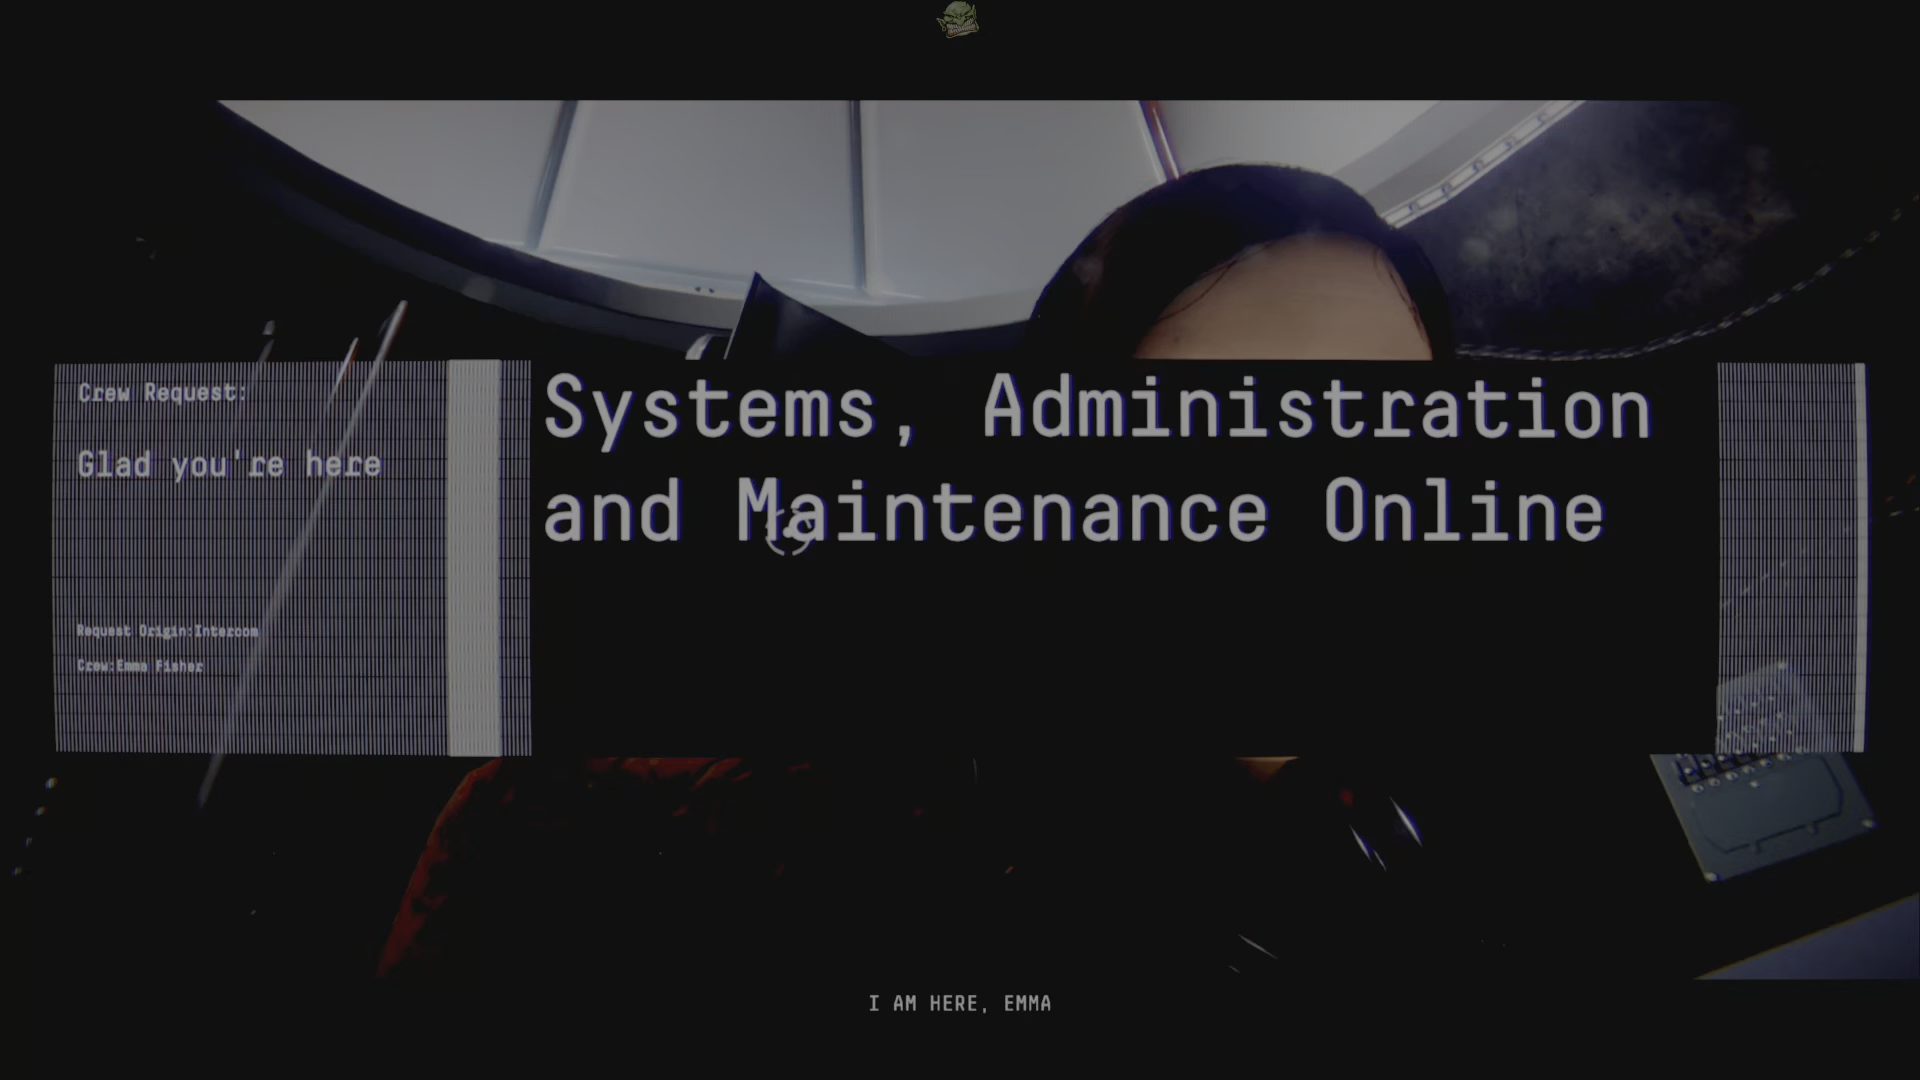 Crew Request:
Glad you're here
Request Origin:Intercom
Crew:Emma Fisher
Systems, Administration
and Maintenance Online
I AM HERE, EMMA